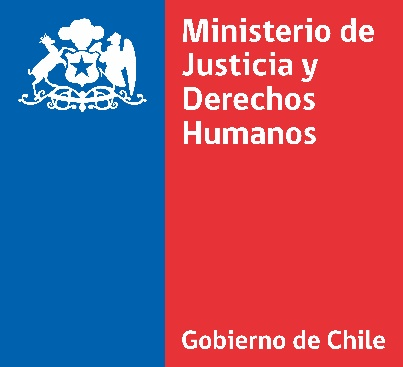 Ministerio de
Justicia y
Derechos
Humanos
Gobierno de Chile